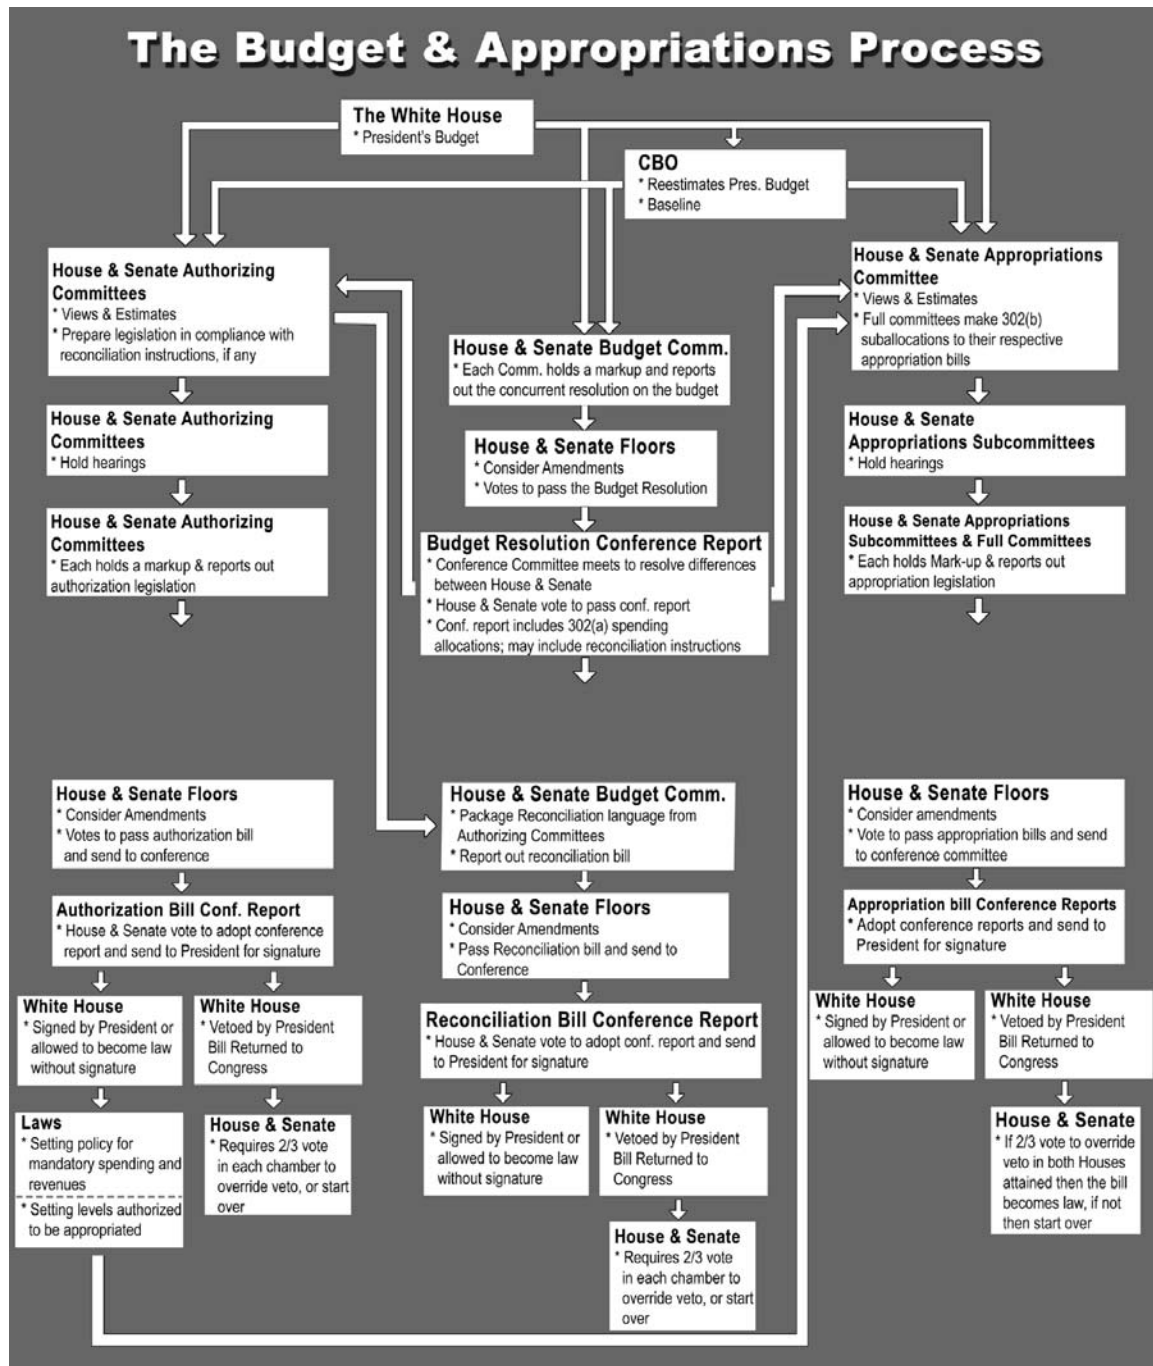 The Budget & Appropriations Process
The White House
* President's Budget
CBO
* Reestimates Pres. Budget
* Baseline
House & Senate Authorizing
Committees
* Views & Estimates
* Prepare legislation in compliance with
reconciliation instructions, if any
House & Senate Authorizing
Committees
* Hold hearings
House & Senate Authorizing
Committees
* Each holds a markup & reports out
authorization legislation
House & Senate Budget Comm.
* Each Comm. holds a markup and reports
out the concurrent resolution on the budget
House & Senate Floors
* Consider Amendments
* Votes to pass the Budget Resolution
Budget Resolution Conference Report
* Conference Committee meets to resolve differences
between House & Senate
* House & Senate vote to pass conf. report
* Conf. report includes 302(a) spending
allocations; may include reconciliation instructions
House & Senate Appropriations
Committee
* Views & Estimates
* Full committees make 302(b)
suballocations to their respective
appropriation bills
House & Senate
Appropriations Subcommittees
* Hold hearings
House & Senate Appropriations
Subcommittees & Full Committees
* Each holds Mark-up & reports out
appropriation legislation
House & Senate Floors
* Consider Amendments
* Votes to pass authorization bill
and send to conference
Authorization Bill Conf. Report
* House & Senate vote to adopt conference
report and send to President for signature
White House
* Signed by President or
allowed to become law
without signature
White House
* Vetoed by President
Bill Returned to
Congress
Laws
* Setting policy for
mandatory spending and
revenues
* Setting levels authorized
to be appropriated
House & Senate
* Requires 2/3 vote
in each chamber to
override veto, or start
over
House & Senate Budget Comm.
* Package Reconciliation language from
Authorizing Committees
* Report out reconciliation bill
House & Senate Floors
* Consider Amendments
* Pass Reconciliation bill and send to
Conference
Reconciliation Bill Conference Report
* House & Senate vote to adopt conf. report and send
to President for signature
White House
* Signed by President or
allowed to become law
without signature
White House
* Vetoed by President
Bill Returned to
Congress
House & Senate
* Requires 2/3 vote
in each chamber to
override veto, or start
over
House & Senate Floors
* Consider amendments
* Vote to pass appropriation bills and send
to conference committee
Appropriation bill Conference Reports
* Adopt conference reports and send to
President for signature
White House
* Signed by President or
allowed to become law
without signature
White House
* Vetoed by President
Bill Returned to
Congress
House & Senate
* If 2/3 vote to override
veto in both Houses
attained then the bill
becomes law, if not
then start over